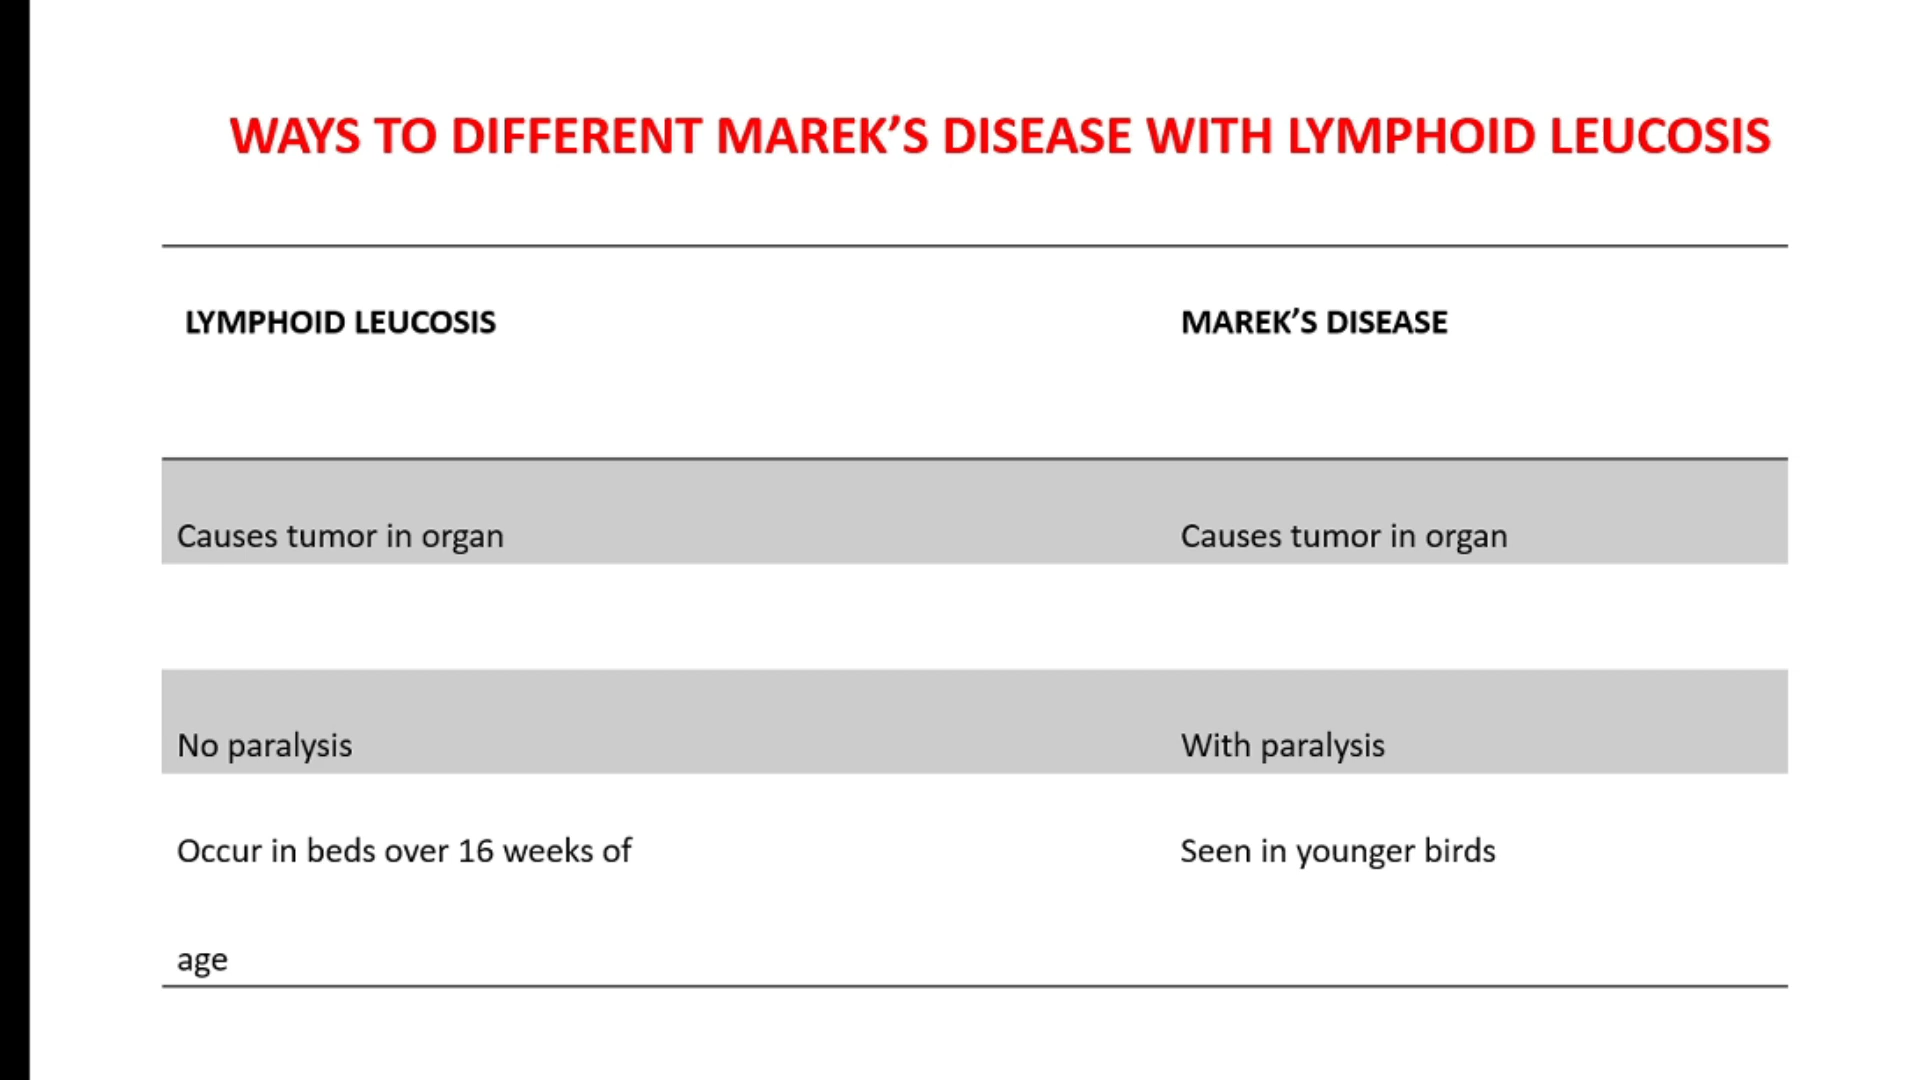 WAYS TO DIFFERENT MAREK’S DISEASE WITH LYMPHOID LEUCOSIS
LYMPHOID LEUCOSIS
MAREK’S DISEASE
Causes tumor in organ
Causes tumor in organ
No paralysis
With paralysis
Occur in beds over 16 weeks of
Seen in younger birds
age